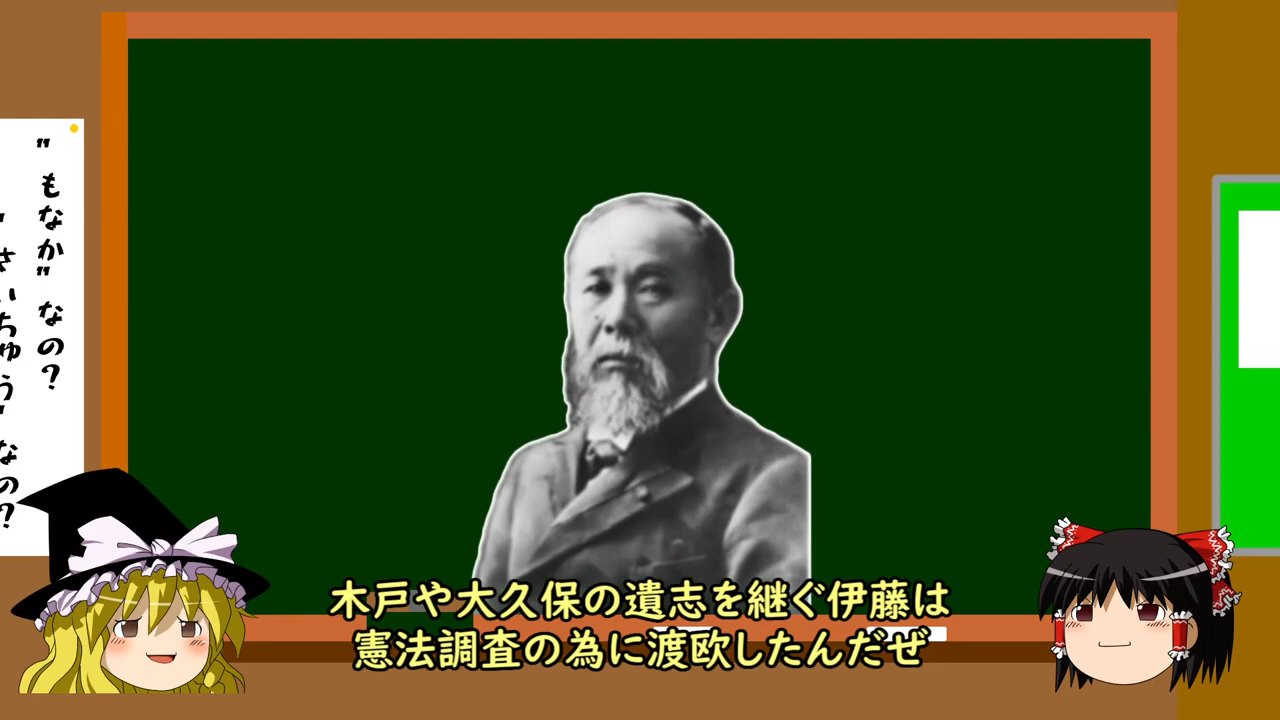 "もなか"なの?
"さいちゅう"なの?
木戸や大久保の遺志を継ぐ伊藤は
憲法調査の為に渡欧したんだぜ